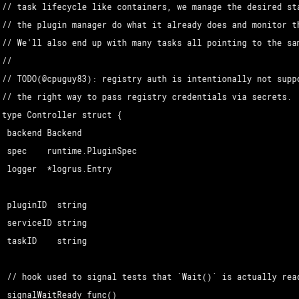 // task lifecycle like containers, we manage the desired sta
// the plugin manager do what it already does and monitor th
// We'll also end up with many tasks all pointing to the sam
//
// TODO(@cpuguy83): registry auth is intentionally not suppo
// the right way to pass registry credentials via secrets.
type Controller struct {
backend Backend
spec    runtime.PluginSpec
logger  *logrus.Entry
pluginID  string
serviceID string
taskID    string
// hook used to signal tests that `Wait()` is actually reac
signalWaitReady func()